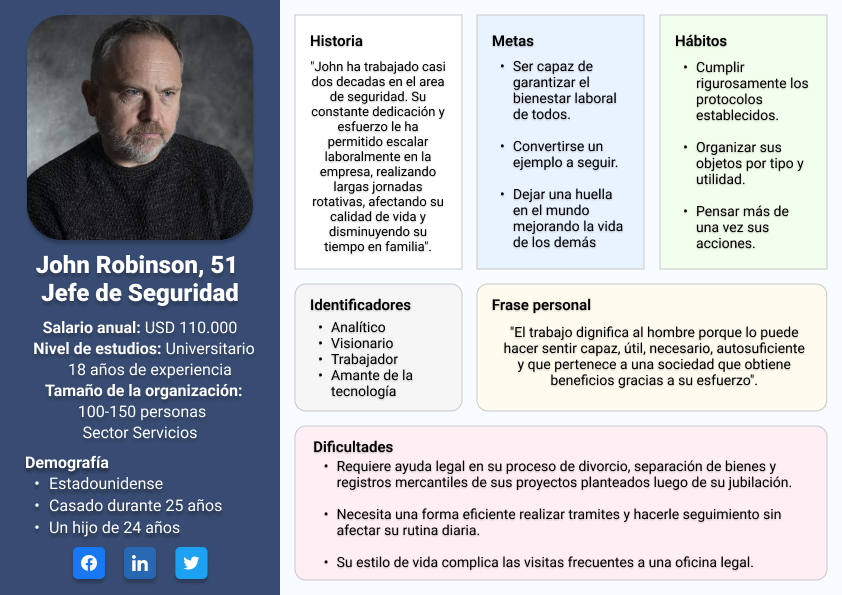 John Robinson, 51
Jefe de Seguridad
Salario anual: USD 110.000
Nivel de estudios: Universitario
18 años de experiencia
Tamaño de la organización:
100-150 personas
Sector Servicios
Demografía
• Estadounidense
• Casado durante 25 años
• Un hijo de 24 años
in
Historia
"John ha trabajado casi
dos decadas en el area
de seguridad. Su
constante dedicación y
esfuerzo le ha
permitido escalar
laboralmente en la
empresa, realizando
largas jornadas
rotativas, afectando su
calidad de vida y
disminuyendo su
tiempo en familia".
Metas
• Ser capaz de
garantizar el
bienestar laboral
de todos.
• Convertirse un
ejemplo a seguir.
• Dejar una huella
en el mundo
mejorando la vida
de los demás
Hábitos
• Cumplir
rigurosamente los
protocolos
establecidos.
• Organizar sus
objetos por tipo y
utilidad.
• Pensar más de
una vez sus
acciones.
Identificadores
• Analítico
• Visionario
• Trabajador
• Amante de la
tecnología
Frase personal
"El trabajo dignifica al hombre porque lo puede
hacer sentir capaz, útil, necesario, autosuficiente
y que pertenece a una sociedad que obtiene
beneficios gracias a su esfuerzo".
Dificultades
• Requiere ayuda legal en su proceso de divorcio, separación de bienes y
registros mercantiles de sus proyectos planteados luego de su jubilación.
• Necesita una forma eficiente realizar tramites y hacerle seguimiento sin
afectar su rutina diaria.
• Su estilo de vida complica las visitas frecuentes a una oficina legal.